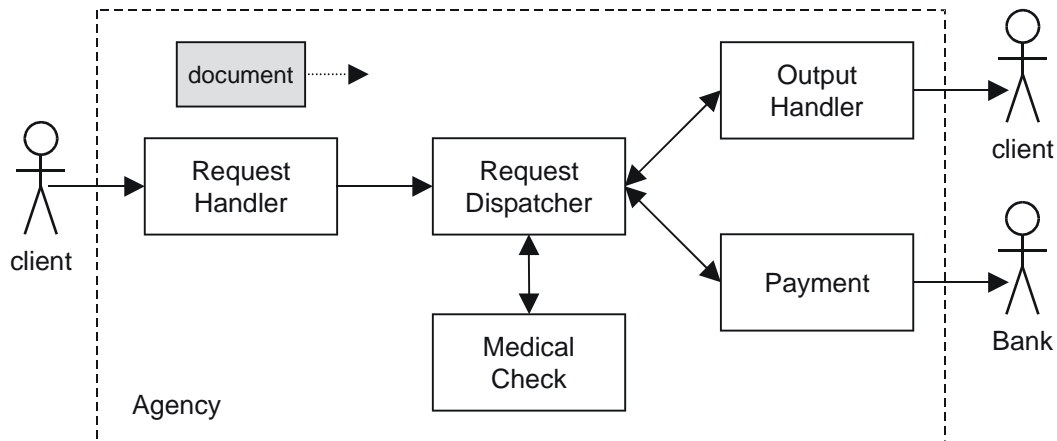 document
Output
Handler
client
Request
Handler
Request
Dispatcher
client
Payment
Medical
Check
Bank
Agency